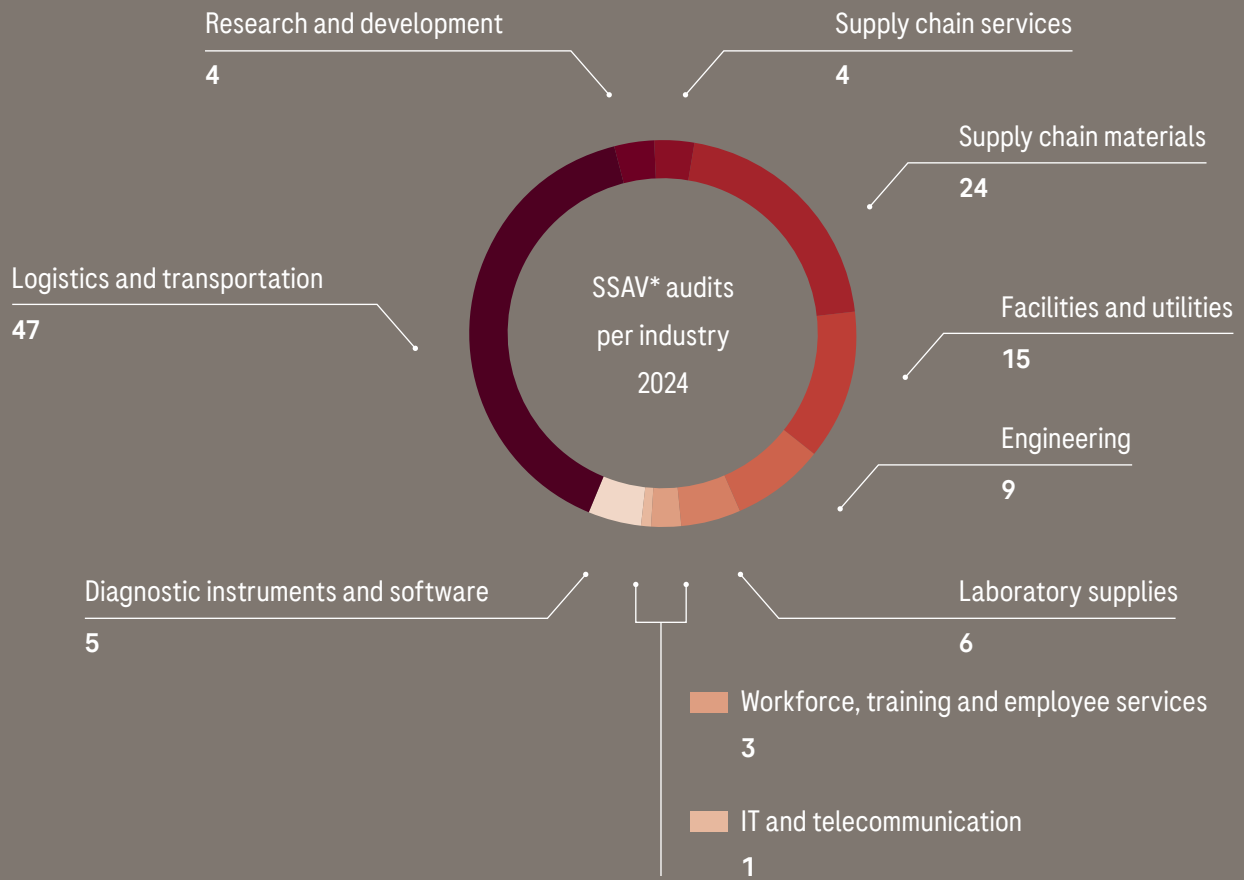 Research and development
4
Supply chain services
4
Supply chain materials
24
Logistics and transportation
47
SSAV* audits
per industry
2024
Facilities and utilities
15
Engineering
9
Diagnostic instruments and software
5
Laboratory supplies
6
Workforce, training and employee services
3
IT and telecommunication
1